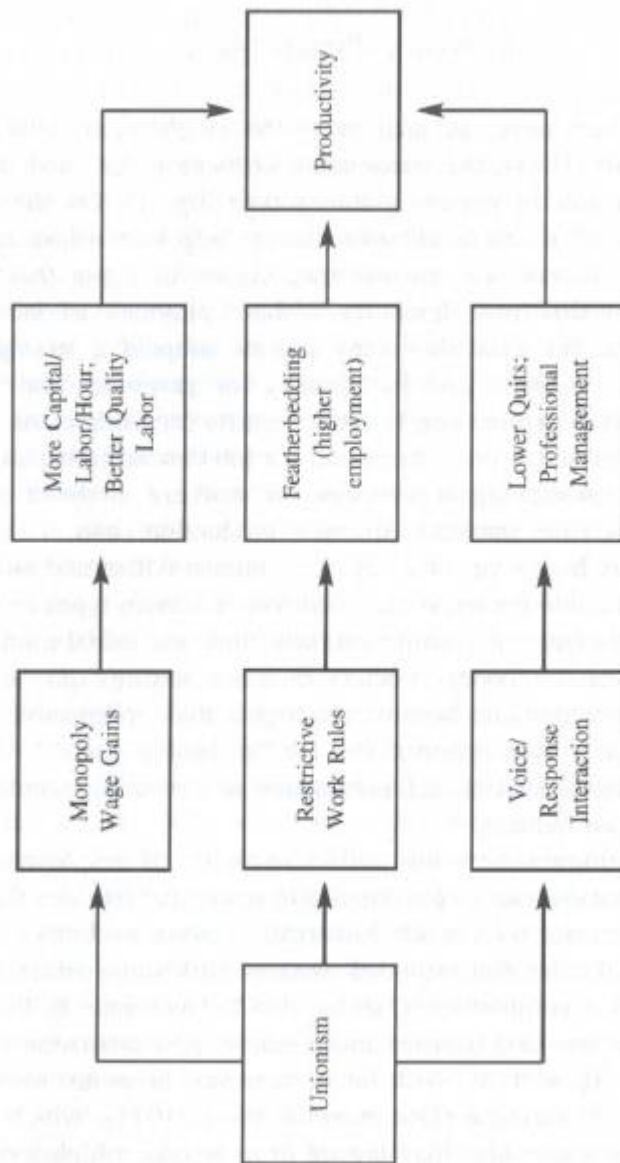 Unionism
Monopoly
Wage Gains
Restrictive
Work Rules
Voice/
Response
Interaction
More Capital/
Labor/Hour;
Better Quality
Labor
Featherbedding
(higher
employment)
Lower Quits;
Professional
Management
Productivity